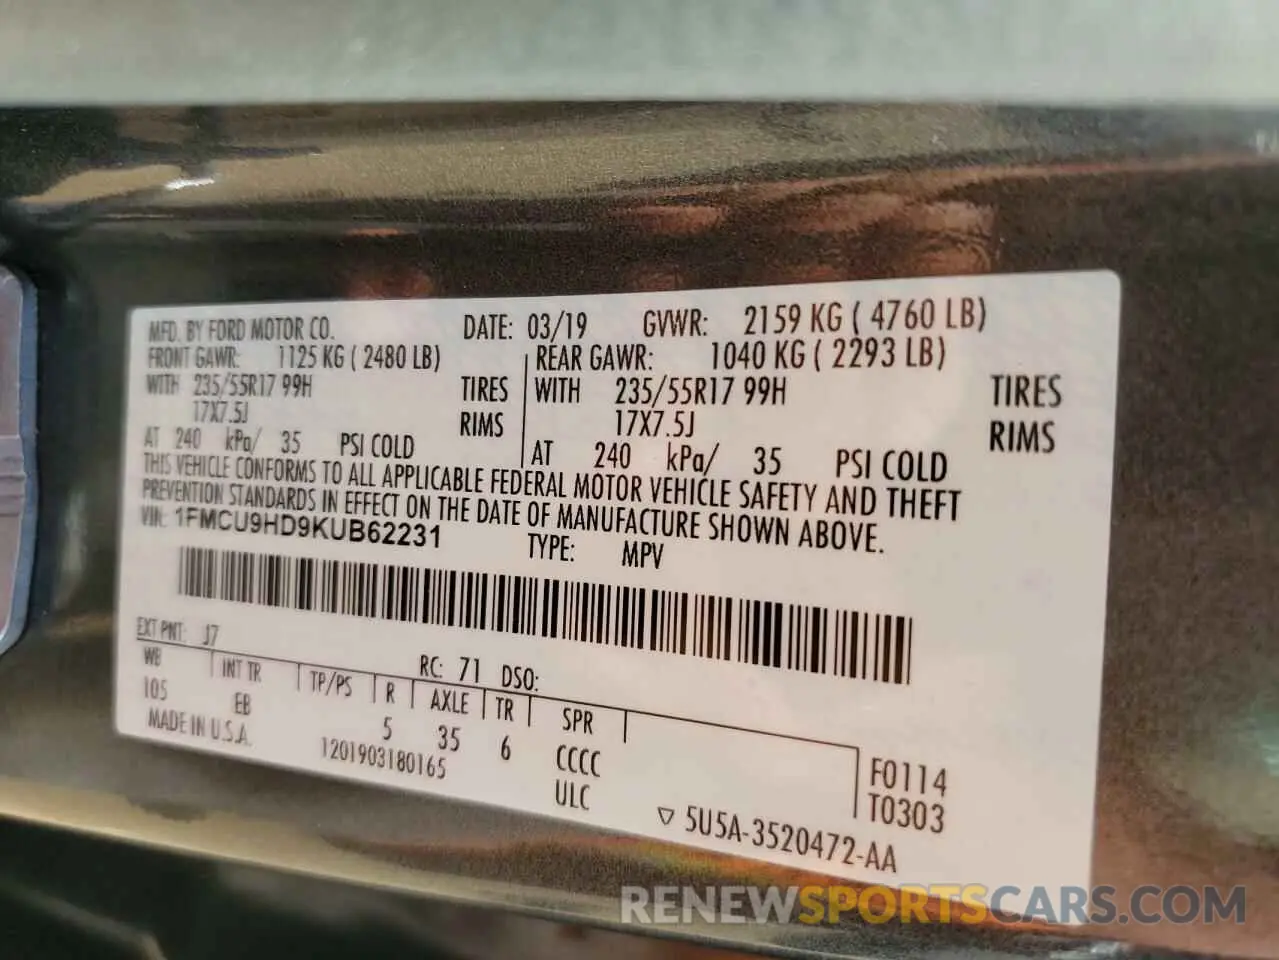 MFD. BY FORD MOTOR CO. DATE: 03/19 GVWR: 2159 KG ( 4760 LB)
FRONT GAWR: 1125 KG ( 2480 LB) REAR GAWR: 1040 KG ( 2293 LB)
WITH 235/55R17 99H TIRES WITH 235/55R17 99H TIRES
17X7.5J RIMS 17X7.5J RIMS
AT 240 kPa/ 35 PSI COLD AT 240 kPa/ 35 PSI COLD
THIS VEHICLE CONFORMS TO ALL APPLICABLE FEDERAL MOTOR VEHICLE SAFETY AND THEFT
PREVENTION STANDARDS IN EFFECT ON THE DATE OF MANUFACTURE SHOWN ABOVE.
VIN: 1FMCU9HD9KUB62231 TYPE: MPV
EXT PNT: J7 RC: 71 DSO:
WB INT TR TP/PS R AXLE TR SPR
105 EB 5 35 6 CCCC F0114
MADE IN U.S.A. 1201903180165 ULC T0303
▽ 5U5A-3520472-AA
RENEWSPORTSCARS.COM